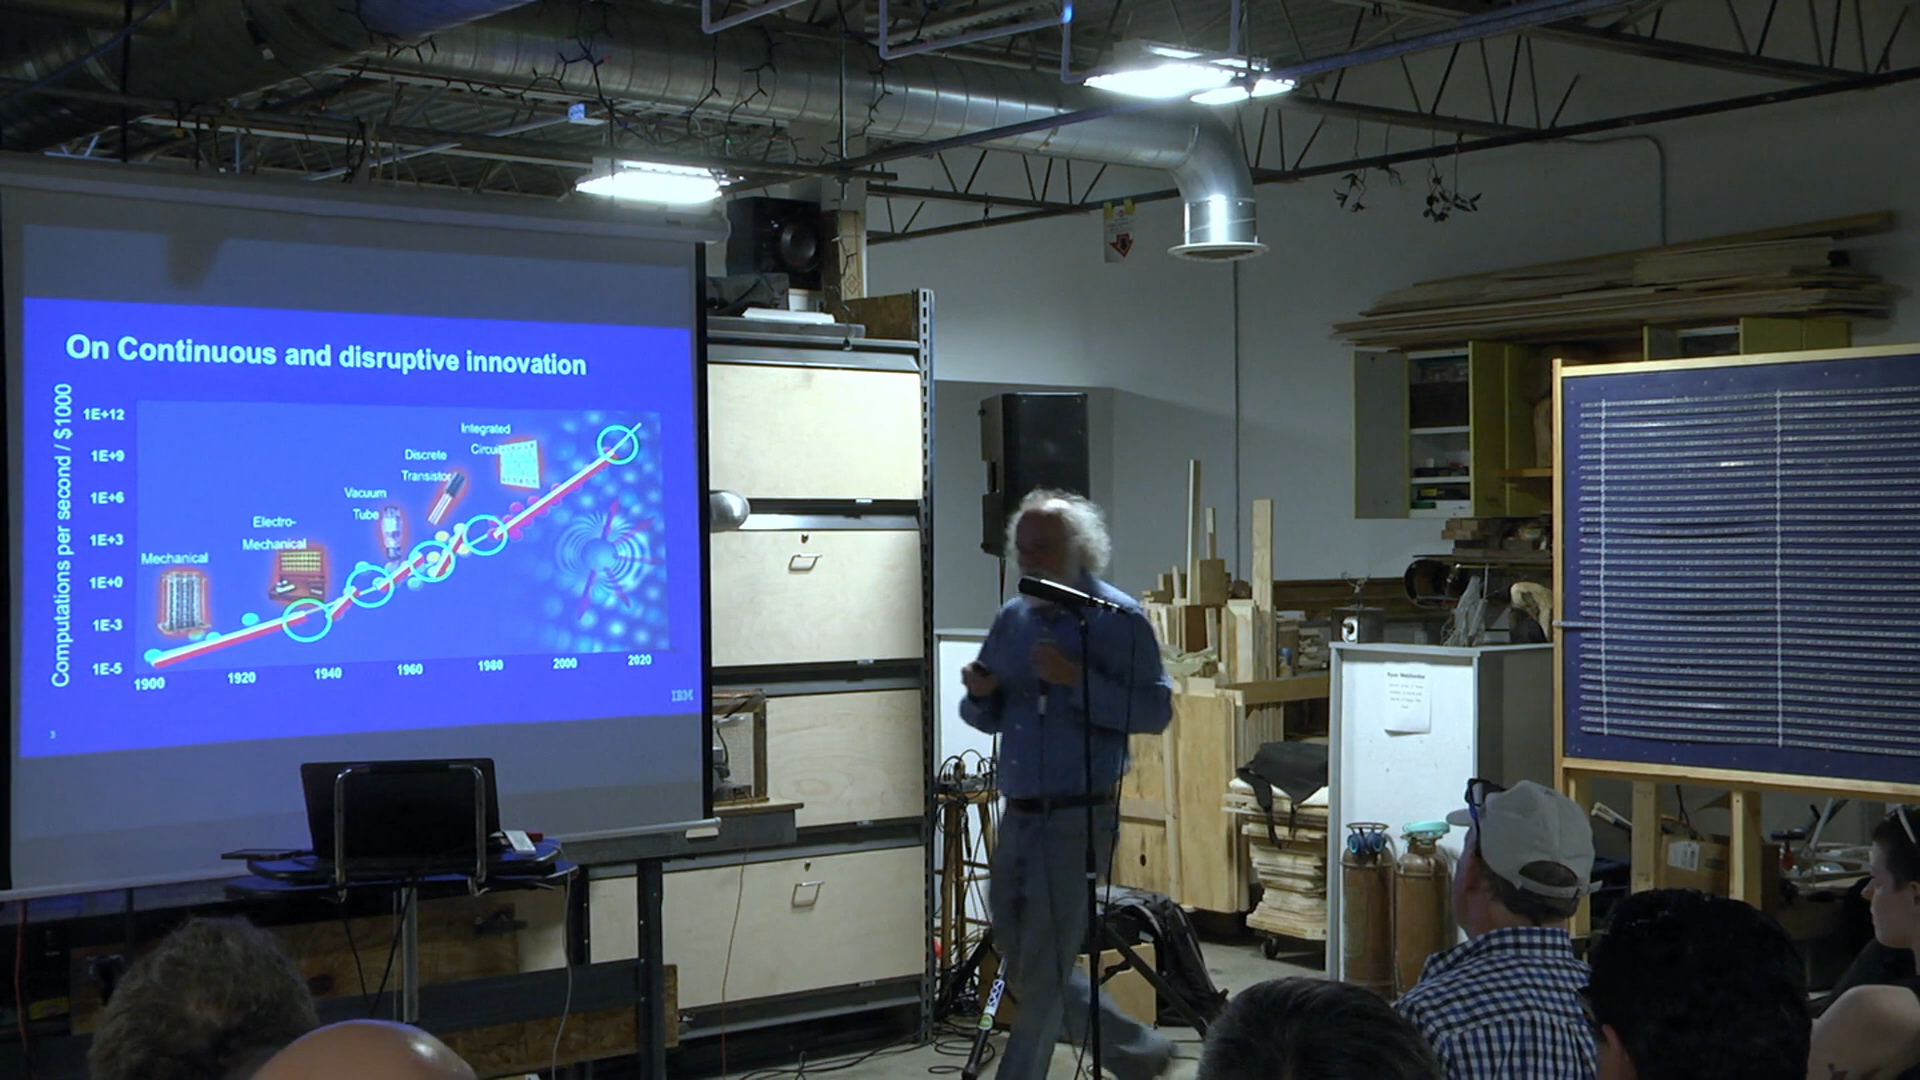 On Continuous and disruptive innovation
Computations per second / $1000
1E+12
1E+9
1E+6
1E+3
1E+0
1E-3
1E-5
Mechanical
Electro-
Mechanical
Vacuum
Tube
Discrete
Transistor
Integrated
Circuit
1900
1920
1940
1960
1980
2000
2020
IBM
3